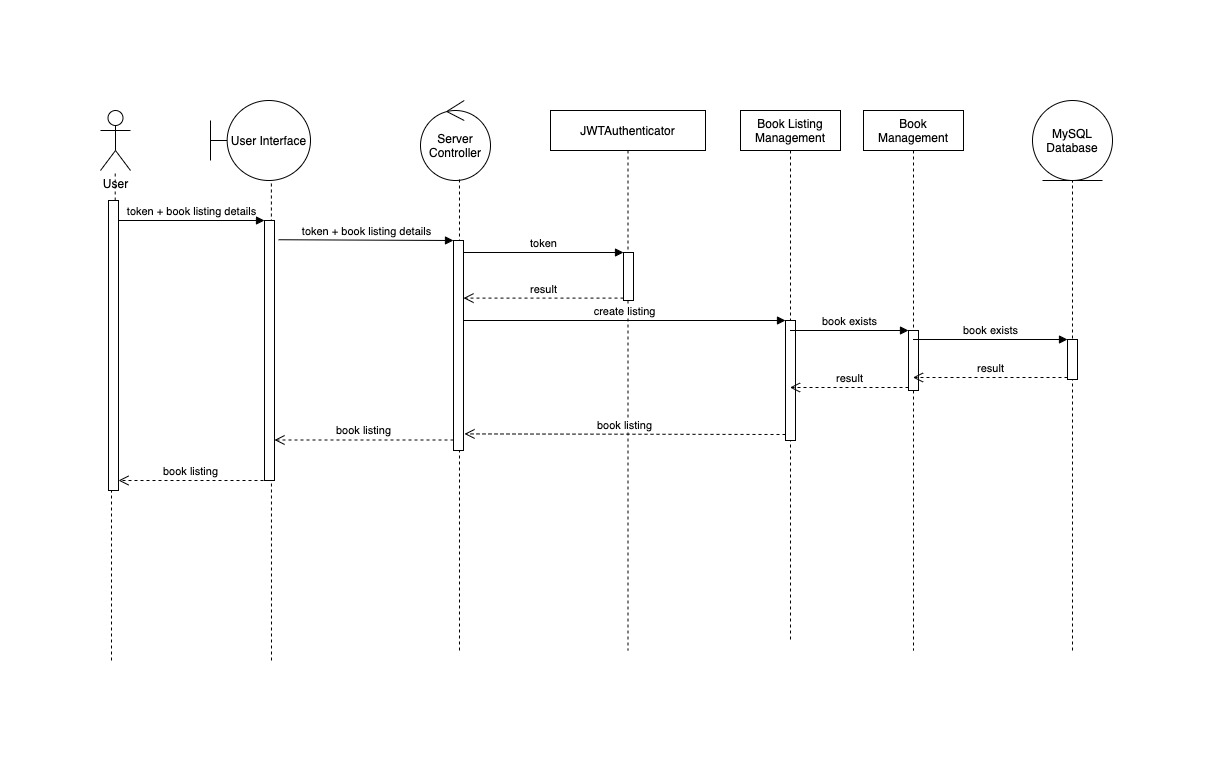 User
User Interface
Server
Controller
JWTAuthenticator
Book Listing
Management
Book
Management
MySQL
Database
token + book listing details
token + book listing details
token
result
create listing
book exists
book exists
result
result
book listing
book listing
book listing